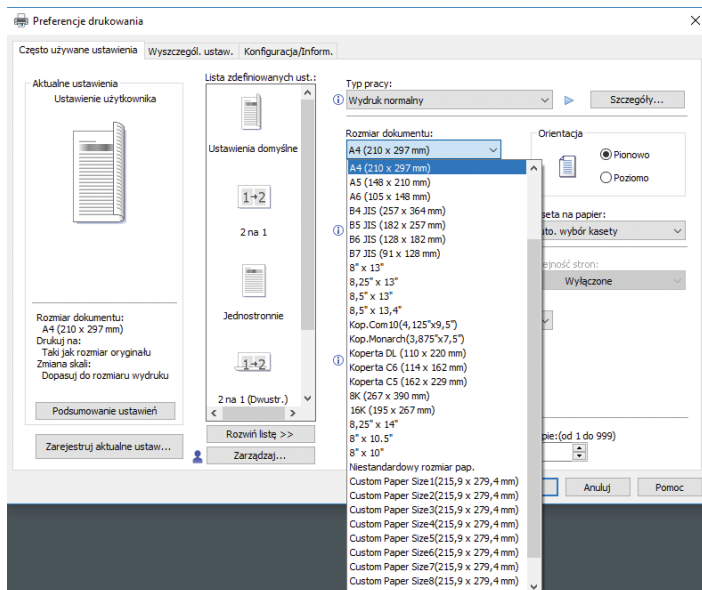 Preferencje drukowania
Często używane ustawienia
Wyszczegól. ustaw.
Konfiguracja/Inform.
Aktualne ustawienia
Ustawienie użytkownika
Rozmiar dokumentu:
A4 (210 x 297 mm)
Drukuj na:
Taki jak rozmiar oryginału
Zmiana skali:
Dopasuj do rozmiaru wydruku
Podsumowanie ustawień
Zarejestruj aktualne ustaw...
Lista zdefiniowanych ust.:
Ustawienia domyślne
1→2
2 na 1
Jednostronnie
1→2
2 na 1 (Dwustr.)
Rozwiń listę >>
Zarządzaj...
Typ pracy:
Wydruk normalny
Szczegóły...
Rozmiar dokumentu:
A4 (210 x 297 mm)
A4 (210 x 297 mm)
A5 (148 x 210 mm)
A6 (105 x 148 mm)
B4 JIS (257 x 364 mm)
B5 JIS (182 x 257 mm)
B6 JIS (128 x 182 mm)
B7 JIS (91 x 128 mm)
8" x 13"
8,25" x 13"
8,5" x 13"
8,5" x 13,4"
Kop.Com10(4,125"x9,5")
Kop.Monarch(3,875"x7,5")
Koperta DL (110 x 220 mm)
Koperta C6 (114 x 162 mm)
Koperta C5 (162 x 229 mm)
8K (267 x 390 mm)
16K (195 x 267 mm)
8,25" x 14"
8" x 10.5"
8" x 10"
Niestandardowy rozmiar pap.
Custom Paper Size1(215,9 x 279,4 mm)
Custom Paper Size2(215,9 x 279,4 mm)
Custom Paper Size3(215,9 x 279,4 mm)
Custom Paper Size4(215,9 x 279,4 mm)
Custom Paper Size5(215,9 x 279,4 mm)
Custom Paper Size6(215,9 x 279,4 mm)
Custom Paper Size7(215,9 x 279,4 mm)
Custom Paper Size8(215,9 x 279,4 mm)
Orientacja
Pionowo
Poziomo
seta na papier:
uto. wybór kasety
ejność stron:
Wyłączone
pie:(od 1 do 999)
Anuluj
Pomoc